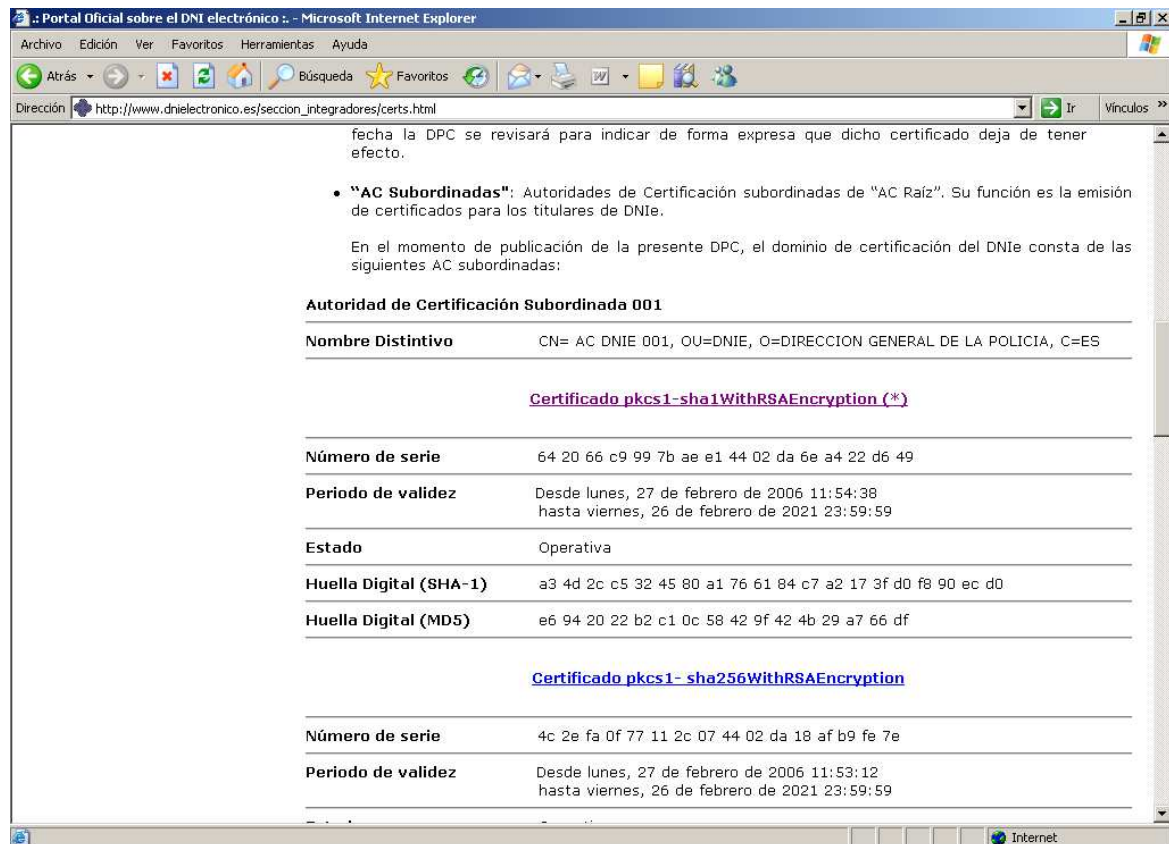 .: Portal Oficial sobre el DNI electrónico :. - Microsoft Internet Explorer
Archivo Edición Ver Favoritos Herramientas Ayuda
Atrás Búsqueda Favoritos
Dirección http://www.dnielectronico.es/seccion_integradores/certs.html Ir Vínculos »
fecha la DPC se revisará para indicar de forma expresa que dicho certificado deja de tener
efecto.
• "AC Subordinadas": Autoridades de Certificación subordinadas de "AC Raíz". Su función es la emisión
de certificados para los titulares de DNIe.
En el momento de publicación de la presente DPC, el dominio de certificación del DNIe consta de las
siguientes AC subordinadas:
Autoridad de Certificación Subordinada 001
Nombre Distintivo CN= AC DNIE 001, OU=DNIE, O=DIRECCION GENERAL DE LA POLICIA, C=ES
Certificado pkcs1-sha1WithRSAEncryption (*)
Número de serie 64 20 66 c9 99 7b ae e1 44 02 da 6e a4 22 d6 49
Periodo de validez Desde lunes, 27 de febrero de 2006 11:54:38
hasta viernes, 26 de febrero de 2021 23:59:59
Estado Operativa
Huella Digital (SHA-1) a3 4d 2c c5 32 45 80 a1 76 61 84 c7 a2 17 3f d0 f8 90 ec d0
Huella Digital (MD5) e6 94 20 22 b2 c1 0c 58 42 9f 42 4b 29 a7 66 df
Certificado pkcs1- sha256WithRSAEncryption
Número de serie 4c 2e fa 0f 77 11 2c 07 44 02 da 18 af b9 fe 7e
Periodo de validez Desde lunes, 27 de febrero de 2006 11:53:12
hasta viernes, 26 de febrero de 2021 23:59:59
Internet